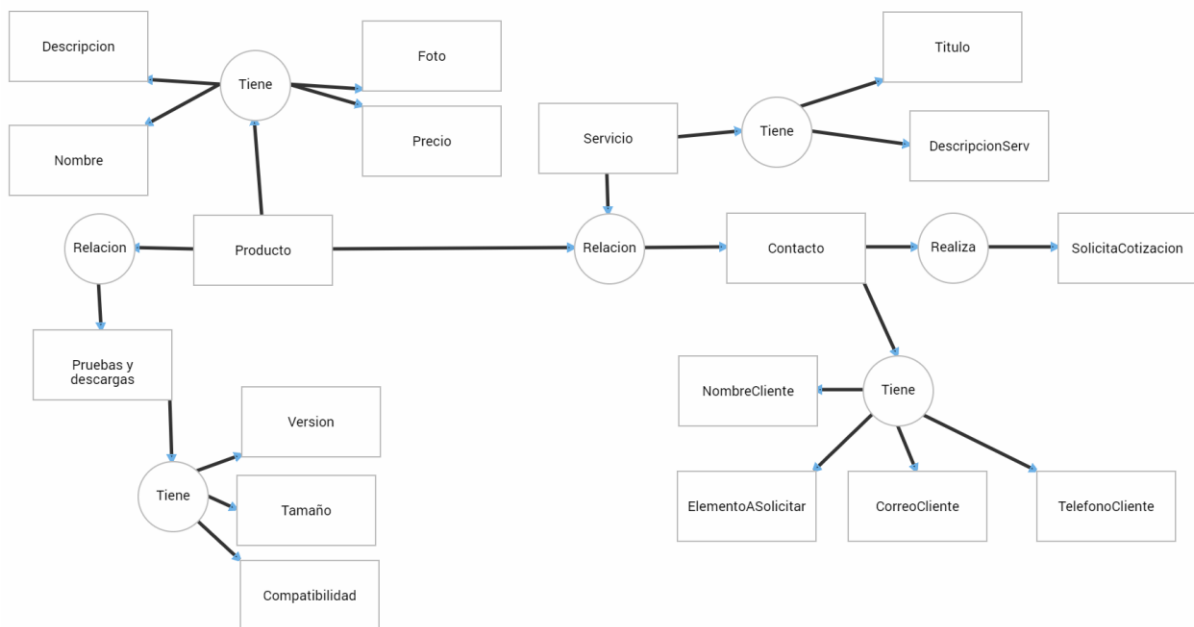 Descripcion
Tiene
Foto
Titulo
Nombre
Precio
Servicio
Tiene
DescripcionServ
Relacion
Producto
Relacion
Contacto
Realiza
SolicitaCotizacion
Pruebas y
descargas
NombreCliente
Tiene
Version
Tiene
Tamaño
ElementoASolicitar
CorreoCliente
TelefonoCliente
Compatibilidad